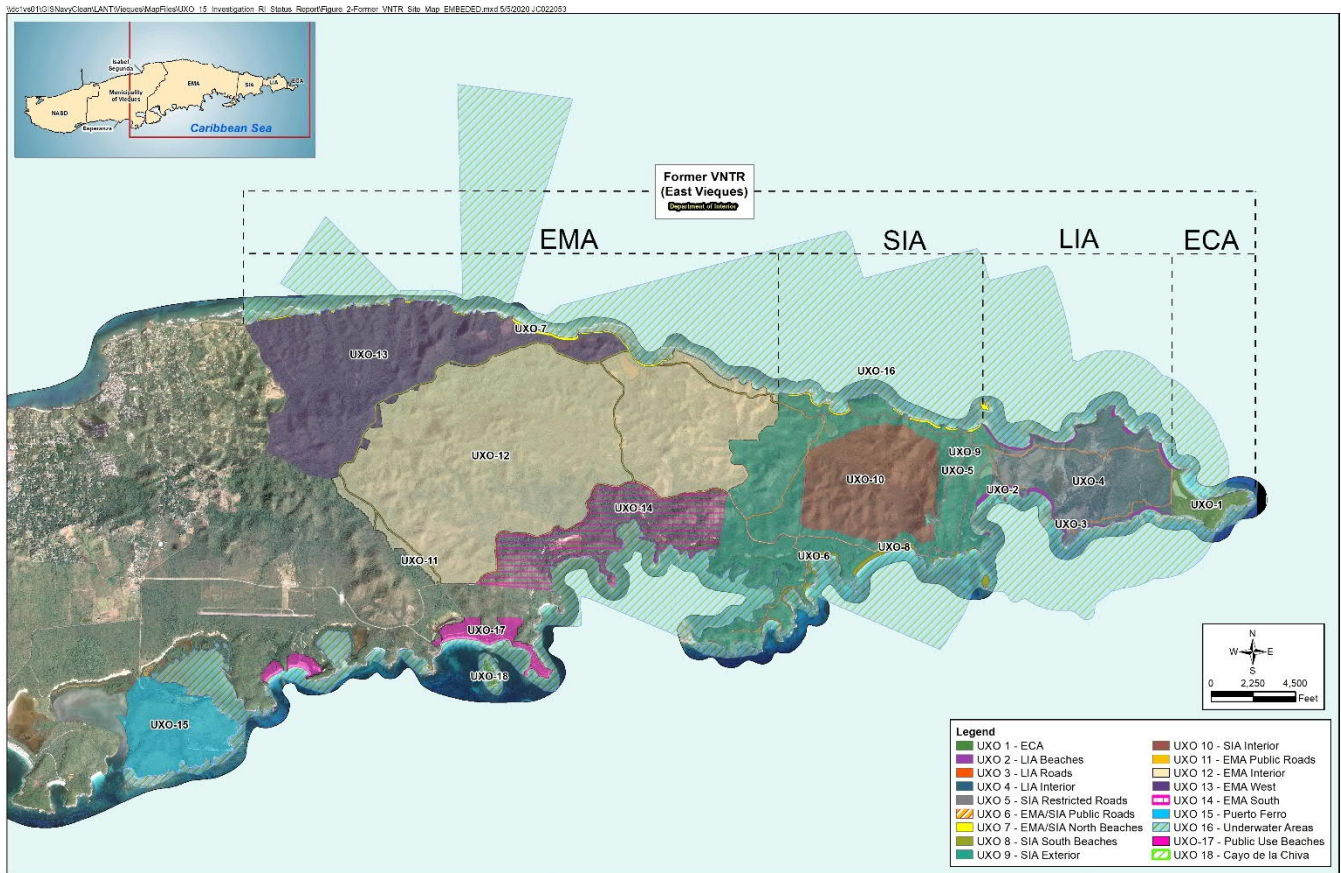 \\dc1vs01\GISNavyClean\LANT\Vieques\MapFiles\UXO_15_Investigation_RI_Status_Report\Figure_2-Former_VNTR_Site_Map_EMBEDED.mxd 5/5/2020 JC022053
Isabel
Segunda
EMA
SIA
LIA
ECA
Municipality
of Vieques
NABD
Esperanza
Caribbean Sea
Former VNTR
(East Vieques)
Department of Interior
EMA
SIA
LIA
ECA
UXO-7
UXO-13
UXO-16
UXO-12
UXO-9
UXO-5
UXO-10
UXO-2
UXO-4
UXO-1
UXO-14
UXO-3
UXO-8
UXO-6
UXO-11
UXO-17
UXO-18
UXO-15
N
W
E
S
0 2,250 4,500
Feet
Legend
UXO 1 - ECA
UXO 2 - LIA Beaches
UXO 3 - LIA Roads
UXO 4 - LIA Interior
UXO 5 - SIA Restricted Roads
UXO 6 - EMA/SIA Public Roads
UXO 7 - EMA/SIA North Beaches
UXO 8 - SIA South Beaches
UXO 9 - SIA Exterior
UXO 10 - SIA Interior
UXO 11 - EMA Public Roads
UXO 12 - EMA Interior
UXO 13 - EMA West
UXO 14 - EMA South
UXO 15 - Puerto Ferro
UXO 16 - Underwater Areas
UXO-17 - Public Use Beaches
UXO 18 - Cayo de la Chiva